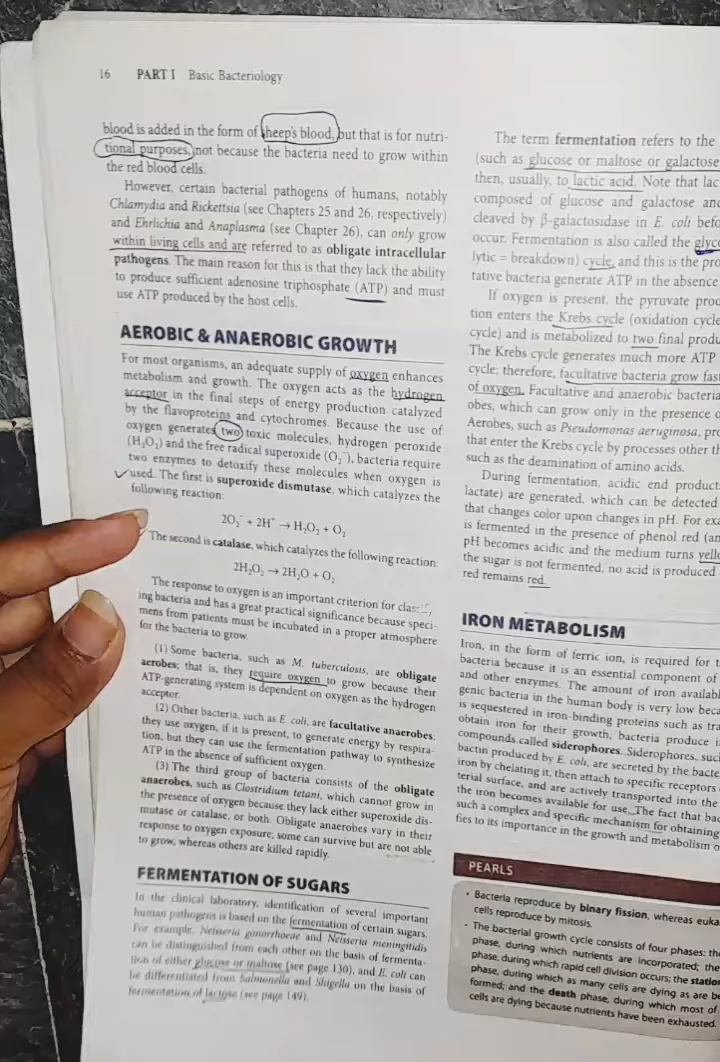 16 PART I Basic Bacteriology
blood is added in the form of sheep's blood, but that is for nutri-
tional purposes, not because the bacteria need to grow within
the red blood cells.
However, certain bacterial pathogens of humans, notably
Chlamydia and Rickettsia (see Chapters 25 and 26, respectively)
and Ehrlichia and Anaplasma (see Chapter 26), can only grow
within living cells and are referred to as obligate intracellular
pathogens. The main reason for this is that they lack the ability
to produce sufficient adenosine triphosphate (ATP) and must
use ATP produced by the host cells.
AEROBIC & ANAEROBIC GROWTH
For most organisms, an adequate supply of oxygen enhances
metabolism and growth. The oxygen acts as the hydrogen
acceptor in the final steps of energy production catalyzed
by the flavoproteins and cytochromes. Because the use of
oxygen generates two toxic molecules, hydrogen peroxide
(H₂O₂) and the free radical superoxide (O₂⁻), bacteria require
two enzymes to detoxify these molecules when oxygen is
used. The first is superoxide dismutase, which catalyzes the
following reaction:
2O₂⁻ + 2H⁺ → H₂O₂ + O₂
The second is catalase, which catalyzes the following reaction:
2H₂O₂ → 2H₂O + O₂
The response to oxygen is an important criterion for classify-
ing bacteria and has a great practical significance because speci-
mens from patients must be incubated in a proper atmosphere
for the bacteria to grow.
(1) Some bacteria, such as M. tuberculosis, are obligate
aerobes; that is, they require oxygen to grow because their
ATP-generating system is dependent on oxygen as the hydrogen
acceptor.
(2) Other bacteria, such as E. coli, are facultative anaerobes;
they use oxygen, if it is present, to generate energy by respira-
tion, but they can use the fermentation pathway to synthesize
ATP in the absence of sufficient oxygen.
(3) The third group of bacteria consists of the obligate
anaerobes, such as Clostridium tetani, which cannot grow in
the presence of oxygen because they lack either superoxide dis-
mutase or catalase, or both. Obligate anaerobes vary in their
response to oxygen exposure; some can survive but are not able
to grow, whereas others are killed rapidly.
FERMENTATION OF SUGARS
In the clinical laboratory, identification of several important
human pathogens is based on the fermentation of certain sugars.
For example, Neisseria gonorrhoeae and Neisseria meningitidis
can be distinguished from each other on the basis of fermenta-
tion of either glucose or maltose (see page 130), and E. coli can
be differentiated from Salmonella and Shigella on the basis of
fermentation of lactose (see page 149).
The term fermentation refers to the
(such as glucose or maltose or galactose
then, usually, to lactic acid. Note that lac
composed of glucose and galactose and
cleaved by β-galactosidase in E. coli befo
occur. Fermentation is also called the glyco
lytic = breakdown) cycle, and this is the pro
tative bacteria generate ATP in the absence
If oxygen is present, the pyruvate prod
tion enters the Krebs cycle (oxidation cycle
cycle) and is metabolized to two final produ
The Krebs cycle generates much more ATP
cycle; therefore, facultative bacteria grow fast
of oxygen. Facultative and anaerobic bacteria
obes, which can grow only in the presence o
Aerobes, such as Pseudomonas aeruginosa, pro
that enter the Krebs cycle by processes other th
such as the deamination of amino acids.
During fermentation, acidic end product
lactate) are generated, which can be detected
that changes color upon changes in pH. For exa
is fermented in the presence of phenol red (an
pH becomes acidic and the medium turns yello
the sugar is not fermented, no acid is produced
red remains red.
IRON METABOLISM
Iron, in the form of ferric ion, is required for t
bacteria because it is an essential component of
and other enzymes. The amount of iron availabl
genic bacteria in the human body is very low beca
is sequestered in iron-binding proteins such as tra
obtain iron for their growth, bacteria produce i
compounds called siderophores. Siderophores, suc
bactin produced by E. coli, are secreted by the bacte
iron by chelating it, then attach to specific receptors
terial surface, and are actively transported into the
the iron becomes available for use. The fact that bac
such a complex and specific mechanism for obtaining
fies to its importance in the growth and metabolism o
PEARLS
• Bacteria reproduce by binary fission, whereas euka
cells reproduce by mitosis.
• The bacterial growth cycle consists of four phases: the
phase, during which nutrients are incorporated; the
phase, during which rapid cell division occurs; the station
phase, during which as many cells are dying as are be
formed; and the death phase, during which most of
cells are dying because nutrients have been exhausted.